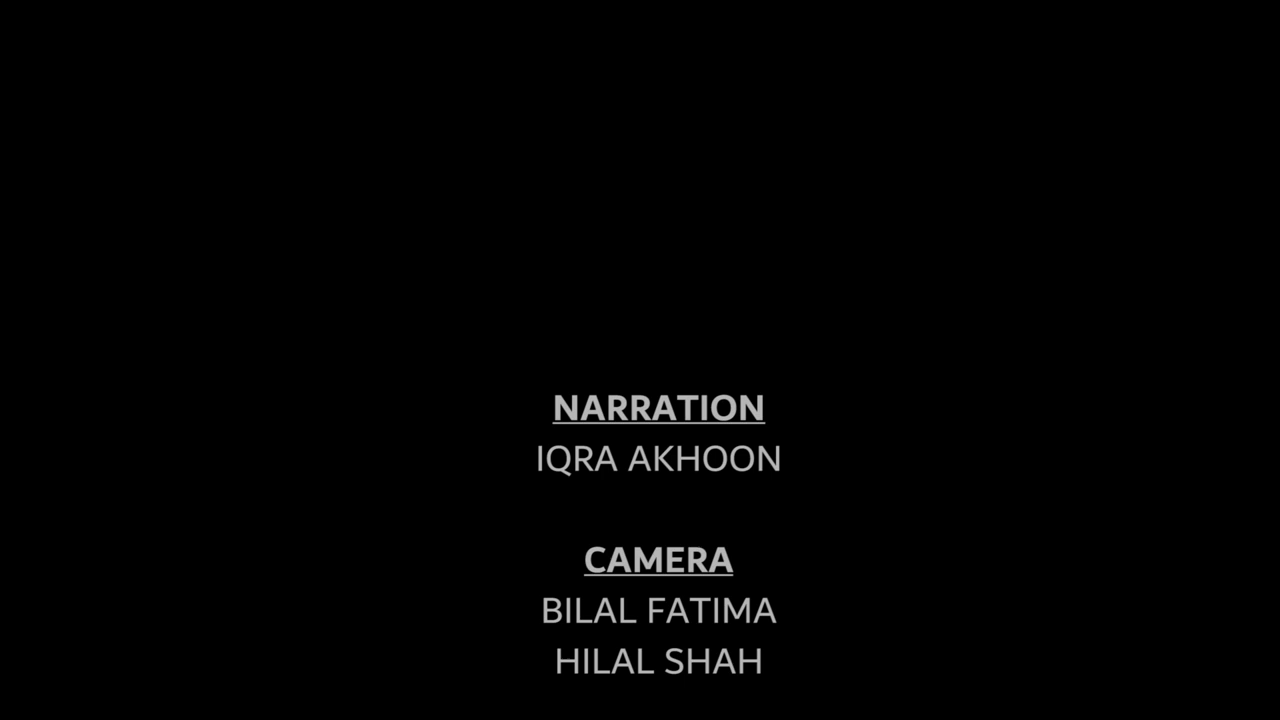 NARRATION
IQRA AKHOON
CAMERA
BILAL FATIMA
HILAL SHAH